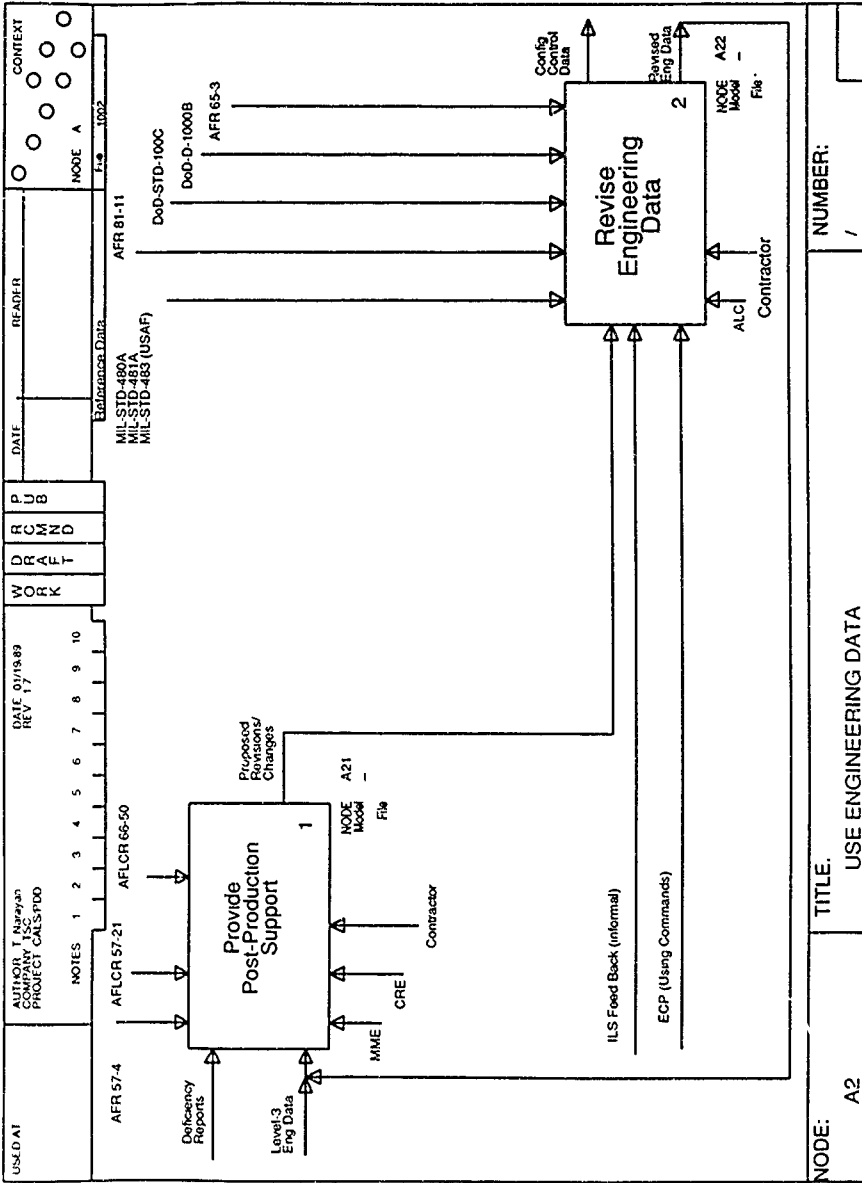 USED AT
AUTHOR T Narayan
COMPANY TSC
PROJECT CALS/PDD
DATE 01/19.89
REV 1 7
NOTES 1 2 3 4 5 6 7 8 9 10
WORK
DRAFT
RCMND
PUB
DATE
READER
CONTEXT
NODE A
File 1002
Reference Data
AFR 57-4
AFLCR 57-21
AFLCR 66-50
MIL-STD-480A
MIL-STD-481A
MIL-STD-483 (USAF)
AFR 81-11
DoD-STD-100C
DoD-D-1000B
AFR 65-3
Deficiency
Reports
Level-3
Eng Data
Provide
Post-Production
Support
1
Proposed
Revisions/
Changes
NODE A21
Model –
File
MME
CRE
Contractor
ILS Feed Back (informal)
ECP (Using Commands)
Revise
Engineering
Data
2
Config
Control
Data
Revised
Eng Data
NODE A22
Model –
File
ALC
Contractor
NODE:
A2
TITLE.
USE ENGINEERING DATA
NUMBER:
/